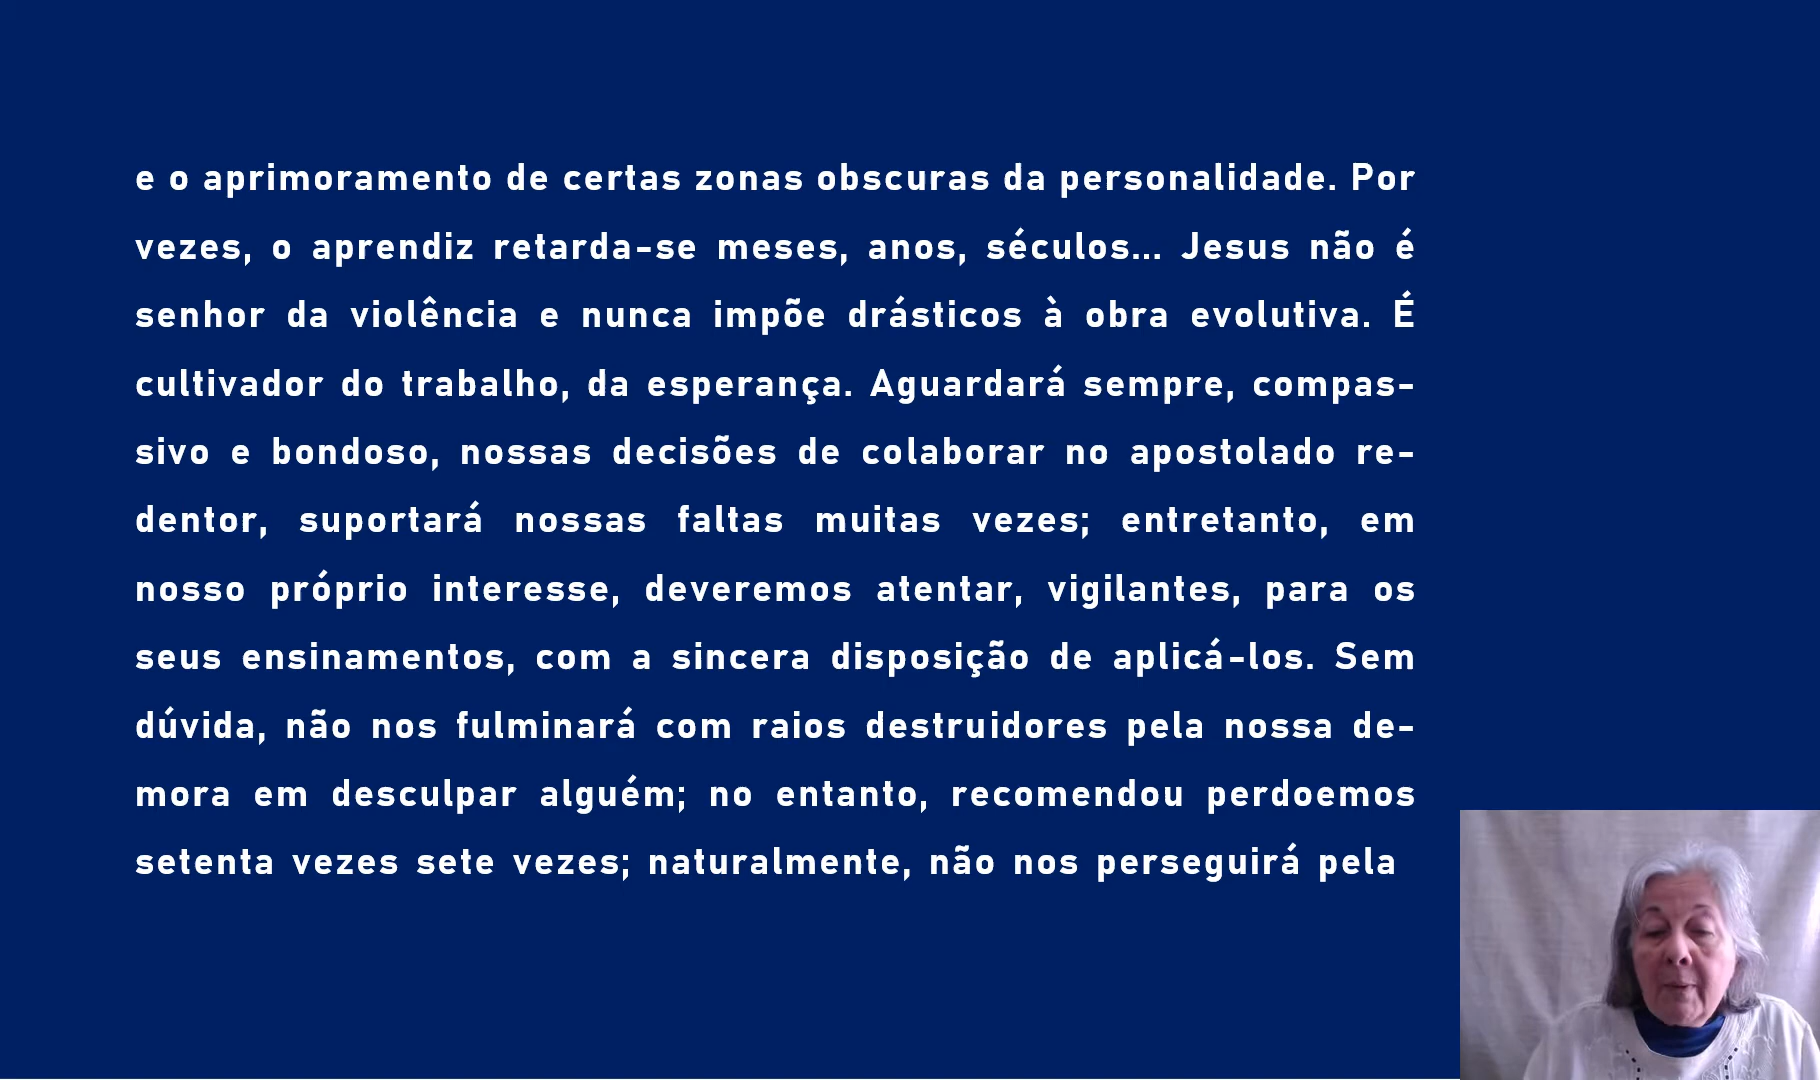 e o aprimoramento de certas zonas obscuras da personalidade. Por
vezes, o aprendiz retarda-se meses, anos, séculos... Jesus não é
senhor da violência e nunca impõe drásticos à obra evolutiva. É
cultivador do trabalho, da esperança. Aguardará sempre, compas-
sivo e bondoso, nossas decisões de colaborar no apostolado re-
dentor, suportará nossas faltas muitas vezes; entretanto, em
nosso próprio interesse, deveremos atentar, vigilantes, para os
seus ensinamentos, com a sincera disposição de aplicá-los. Sem
dúvida, não nos fulminará com raios destruidores pela nossa de-
mora em desculpar alguém; no entanto, recomendou perdoemos
setenta vezes sete vezes; naturalmente, não nos perseguirá pela